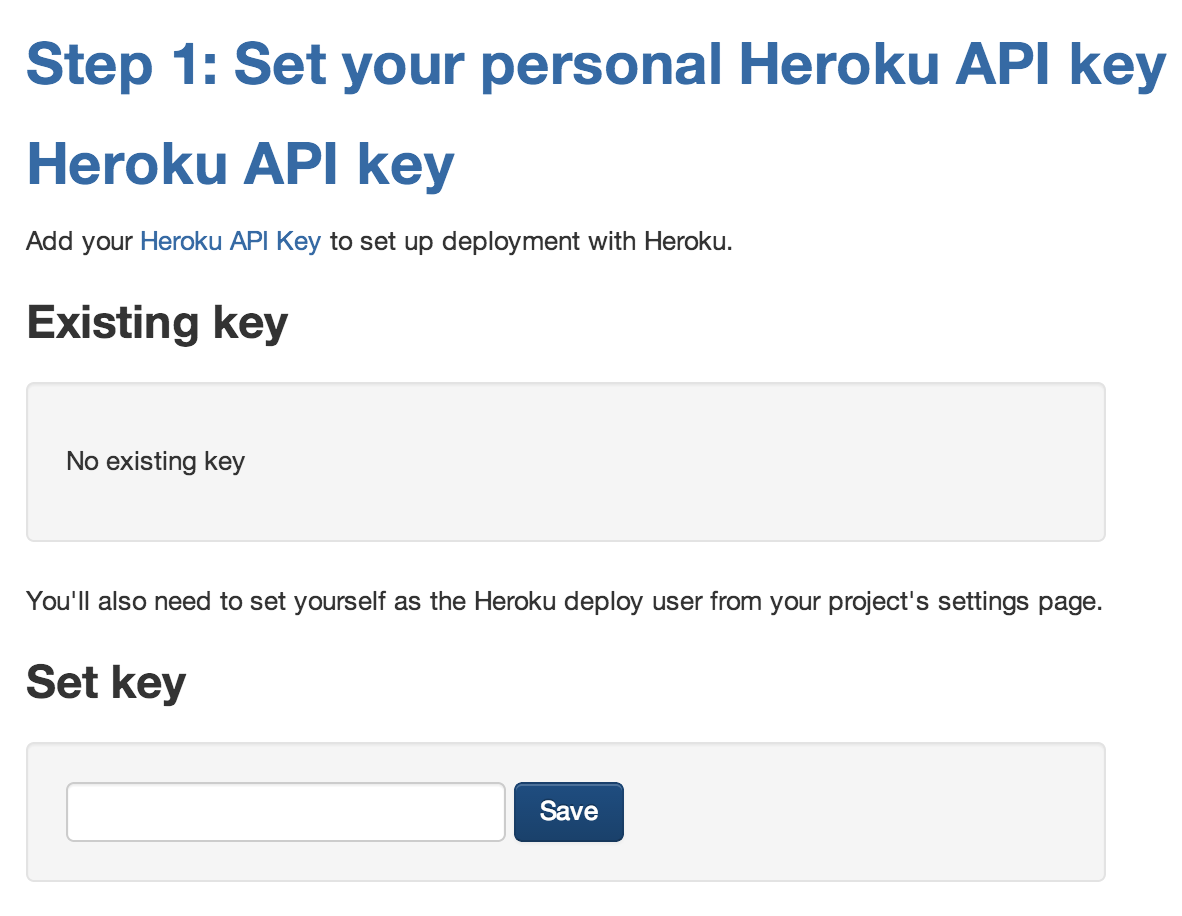 Step 1: Set your personal Heroku API key
Heroku API key
Add your Heroku API Key to set up deployment with Heroku.
Existing key
No existing key
You'll also need to set yourself as the Heroku deploy user from your project's settings page.
Set key
Save